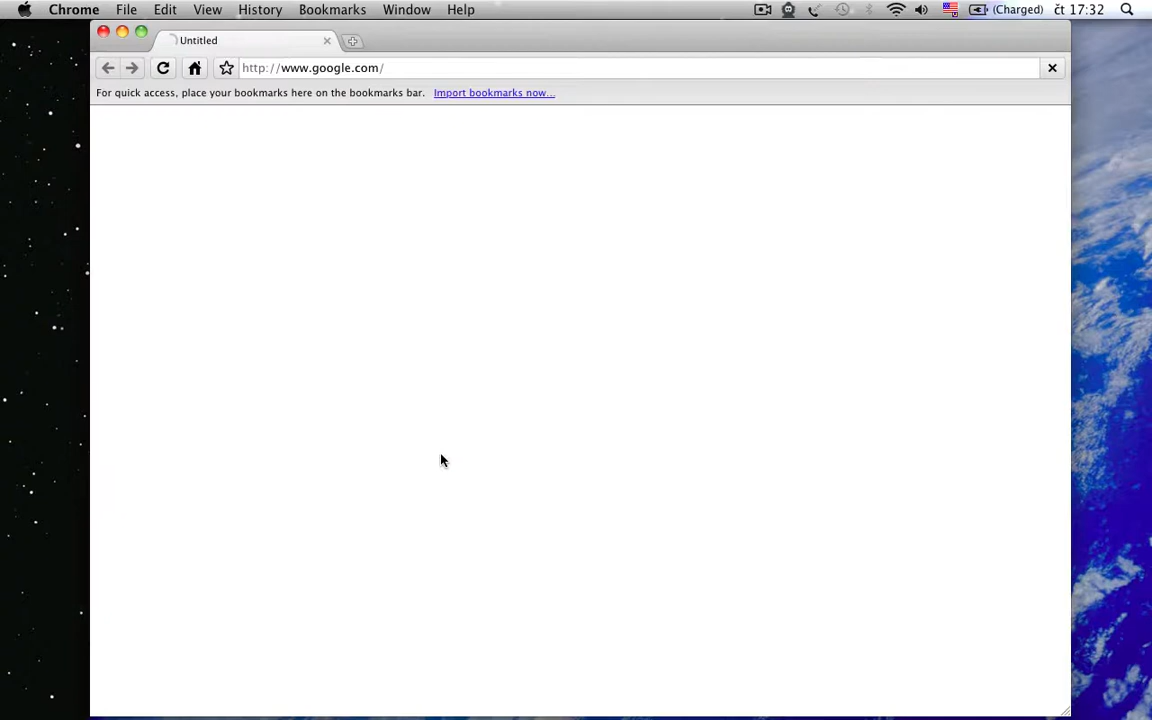 Chrome File Edit View History Bookmarks Window Help (Charged) čt 17:32
Untitled
http://www.google.com/
For quick access, place your bookmarks here on the bookmarks bar. Import bookmarks now...